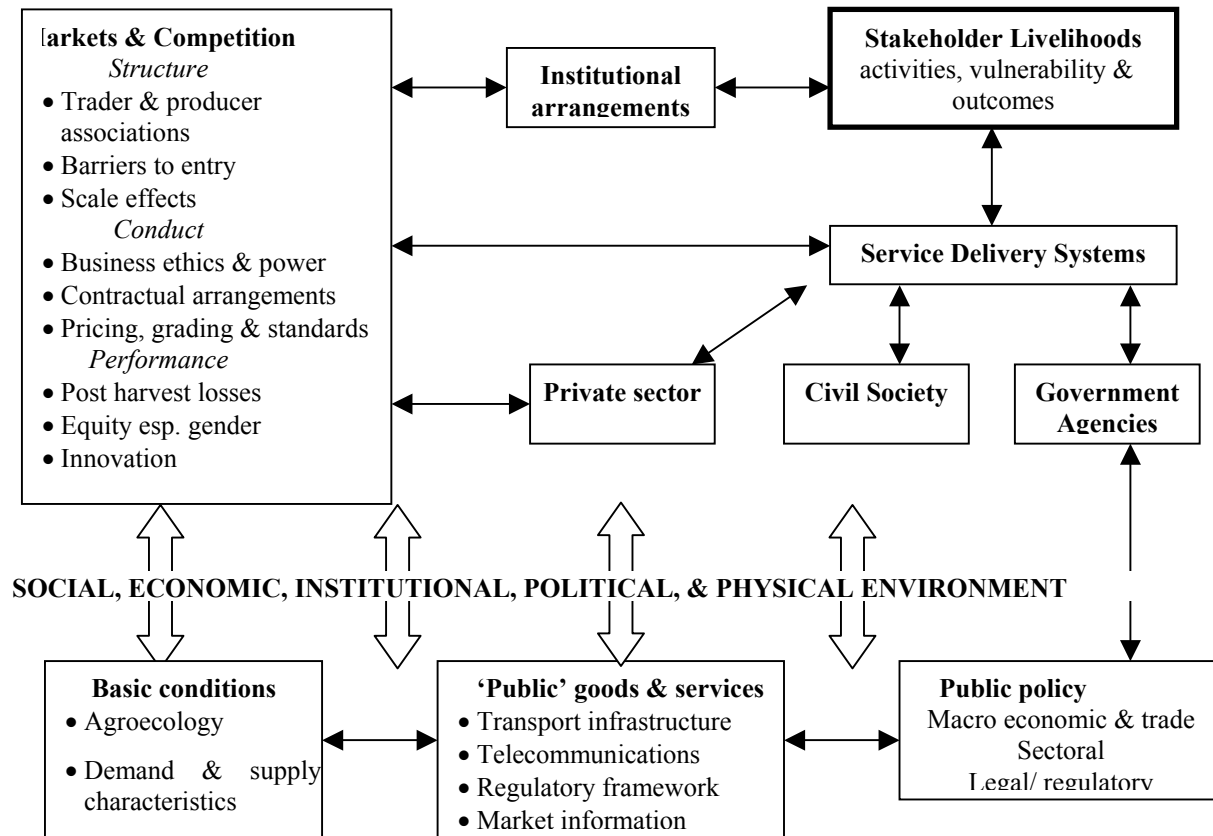 arkets & Competition
Structure
• Trader & producer
associations
• Barriers to entry
• Scale effects
Conduct
• Business ethics & power
• Contractual arrangements
• Pricing, grading & standards
Performance
• Post harvest losses
• Equity esp. gender
• Innovation
Institutional
arrangements
Stakeholder Livelihoods
activities, vulnerability &
outcomes
Service Delivery Systems
Private sector
Civil Society
Government
Agencies
SOCIAL, ECONOMIC, INSTITUTIONAL, POLITICAL, & PHYSICAL ENVIRONMENT
Basic conditions
• Agroecology
• Demand & supply
characteristics
‘Public’ goods & services
• Transport infrastructure
• Telecommunications
• Regulatory framework
• Market information
Public policy
Macro economic & trade
Sectoral
Legal/ regulatory